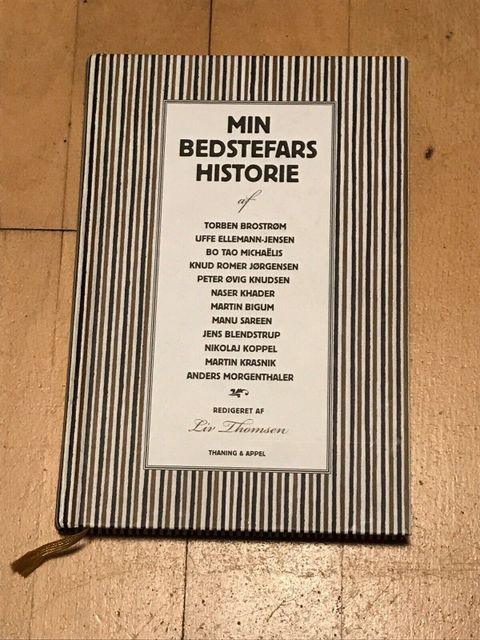 MIN
BEDSTEFARS
HISTORIE
af
TORBEN BROSTRØM
UFFE ELLEMANN-JENSEN
BO TAO MICHAËLIS
KNUD ROMER JØRGENSEN
PETER ØVIG KNUDSEN
NASER KHADER
MARTIN BIGUM
MANU SAREEN
JENS BLENDSTRUP
NIKOLAJ KOPPEL
MARTIN KRASNIK
ANDERS MORGENTHALER
REDIGERET AF
Liv Thomsen
THANING & APPEL